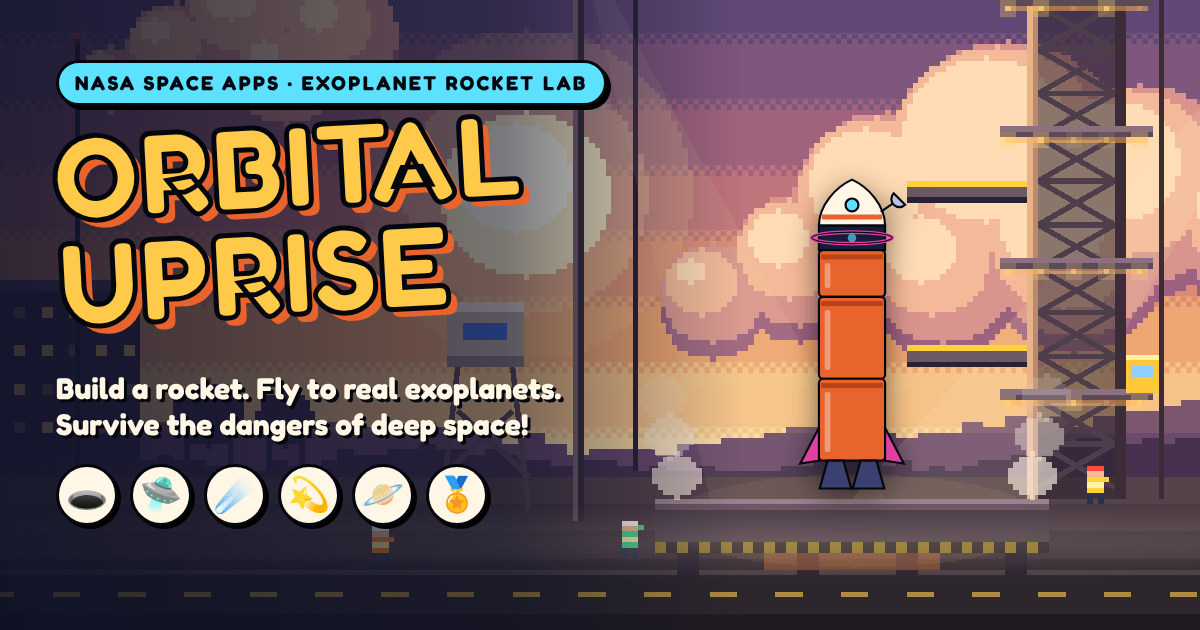 NASA SPACE APPS · EXOPLANET ROCKET LAB
ORBITAL
UPRISE
Build a rocket. Fly to real exoplanets.
Survive the dangers of deep space!